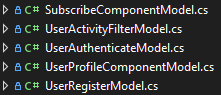 C# SubscribeComponentModel.cs
C# UserActivityFilterModel.cs
C# UserAuthenticateModel.cs
C# UserProfileComponentModel.cs
C# UserRegisterModel.cs